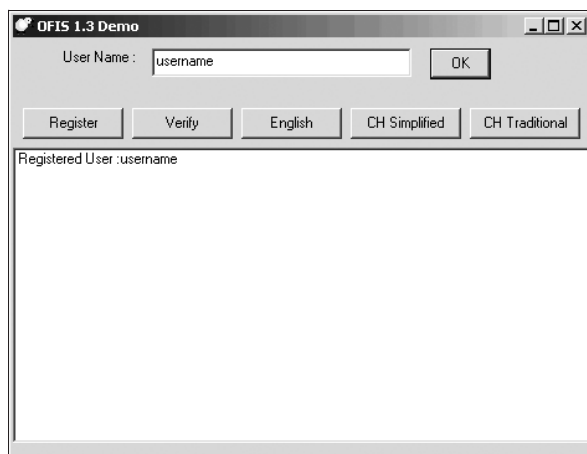 OFIS 1.3 Demo
User Name : username OK
Register Verify English CH Simplified CH Traditional
Registered User :username